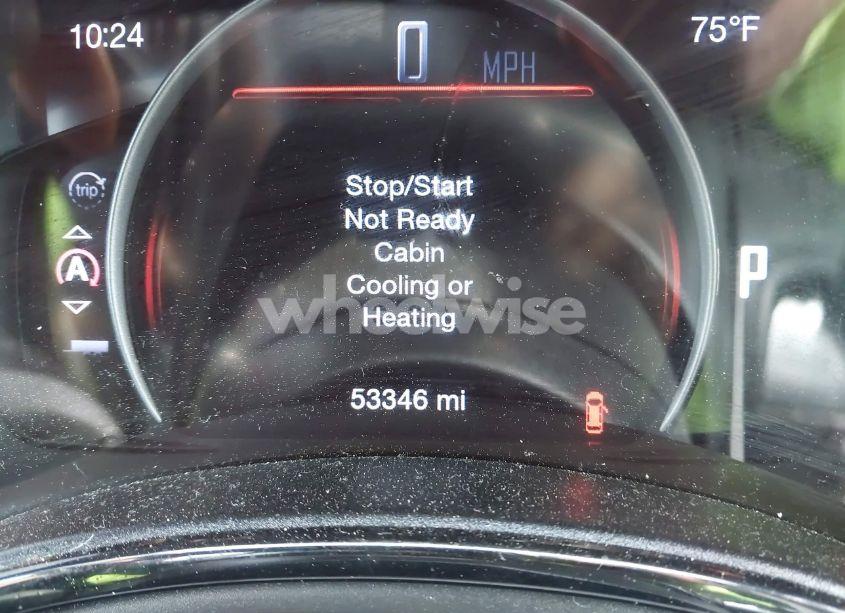 10:24
0 MPH
75°F
trip
Stop/Start
Not Ready
Cabin
Cooling or
Heating
A
P
wheelwise
53346 mi